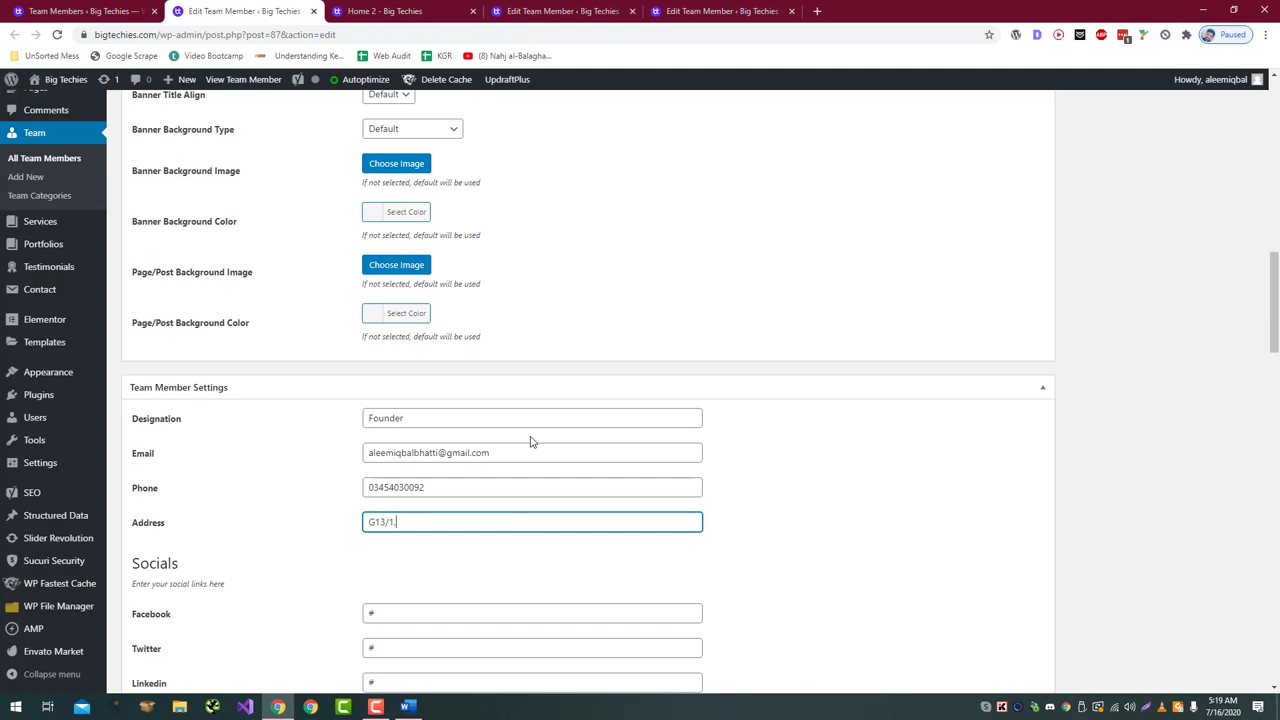 Team Members ‹ Big Techies — W
Edit Team Member ‹ Big Techies
Home 2 - Big Techies
Edit Team Member ‹ Big Techies
Edit Team Member ‹ Big Techies
bigtechies.com/wp-admin/post.php?post=87&action=edit
Paused
UnSorted Mess
Google Scrape
Video Bootcamp
Understanding Ke...
Web Audit
KGR
(8) Nahj al-Balagha...
Big Techies
1
0
New
View Team Member
Autoptimize
Delete Cache
UpdraftPlus
Howdy, aleemiqbal
Comments
Team
All Team Members
Add New
Team Categories
Services
Portfolios
Testimonials
Contact
Elementor
Templates
Appearance
Plugins
Users
Tools
Settings
SEO
Structured Data
Slider Revolution
Sucuri Security
WP Fastest Cache
WP File Manager
AMP
Envato Market
Collapse menu
Banner Title Align
Default
Banner Background Type
Default
Banner Background Image
Choose Image
If not selected, default will be used
Banner Background Color
Select Color
If not selected, default will be used
Page/Post Background Image
Choose Image
If not selected, default will be used
Page/Post Background Color
Select Color
If not selected, default will be used
Team Member Settings
Designation
Founder
Email
aleemiqbalbhatti@gmail.com
Phone
03454030092
Address
G13/1,
Socials
Enter your social links here
Facebook
#
Twitter
#
Linkedin
#
5:19 AM
7/16/2020